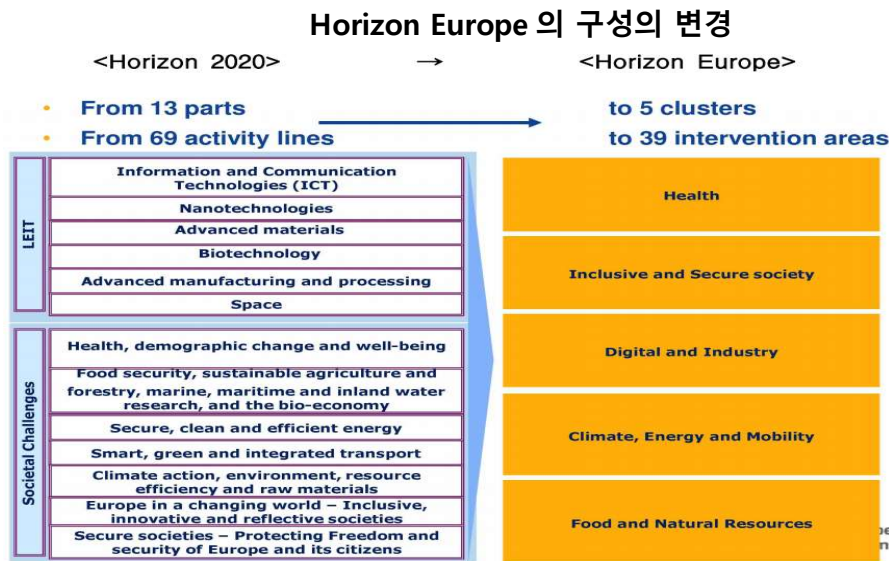 Horizon Europe 의 구성의 변경
<Horizon 2020> → <Horizon Europe>
• From 13 parts to 5 clusters
• From 69 activity lines to 39 intervention areas
LEIT
Information and Communication
Technologies (ICT)
Nanotechnologies
Advanced materials
Biotechnology
Advanced manufacturing and processing
Space
Societal Challenges
Health, demographic change and well-being
Food security, sustainable agriculture and
forestry, marine, maritime and inland water
research, and the bio-economy
Secure, clean and efficient energy
Smart, green and integrated transport
Climate action, environment, resource
efficiency and raw materials
Europe in a changing world – Inclusive,
innovative and reflective societies
Secure societies – Protecting Freedom and
security of Europe and its citizens
Health
Inclusive and Secure society
Digital and Industry
Climate, Energy and Mobility
Food and Natural Resources